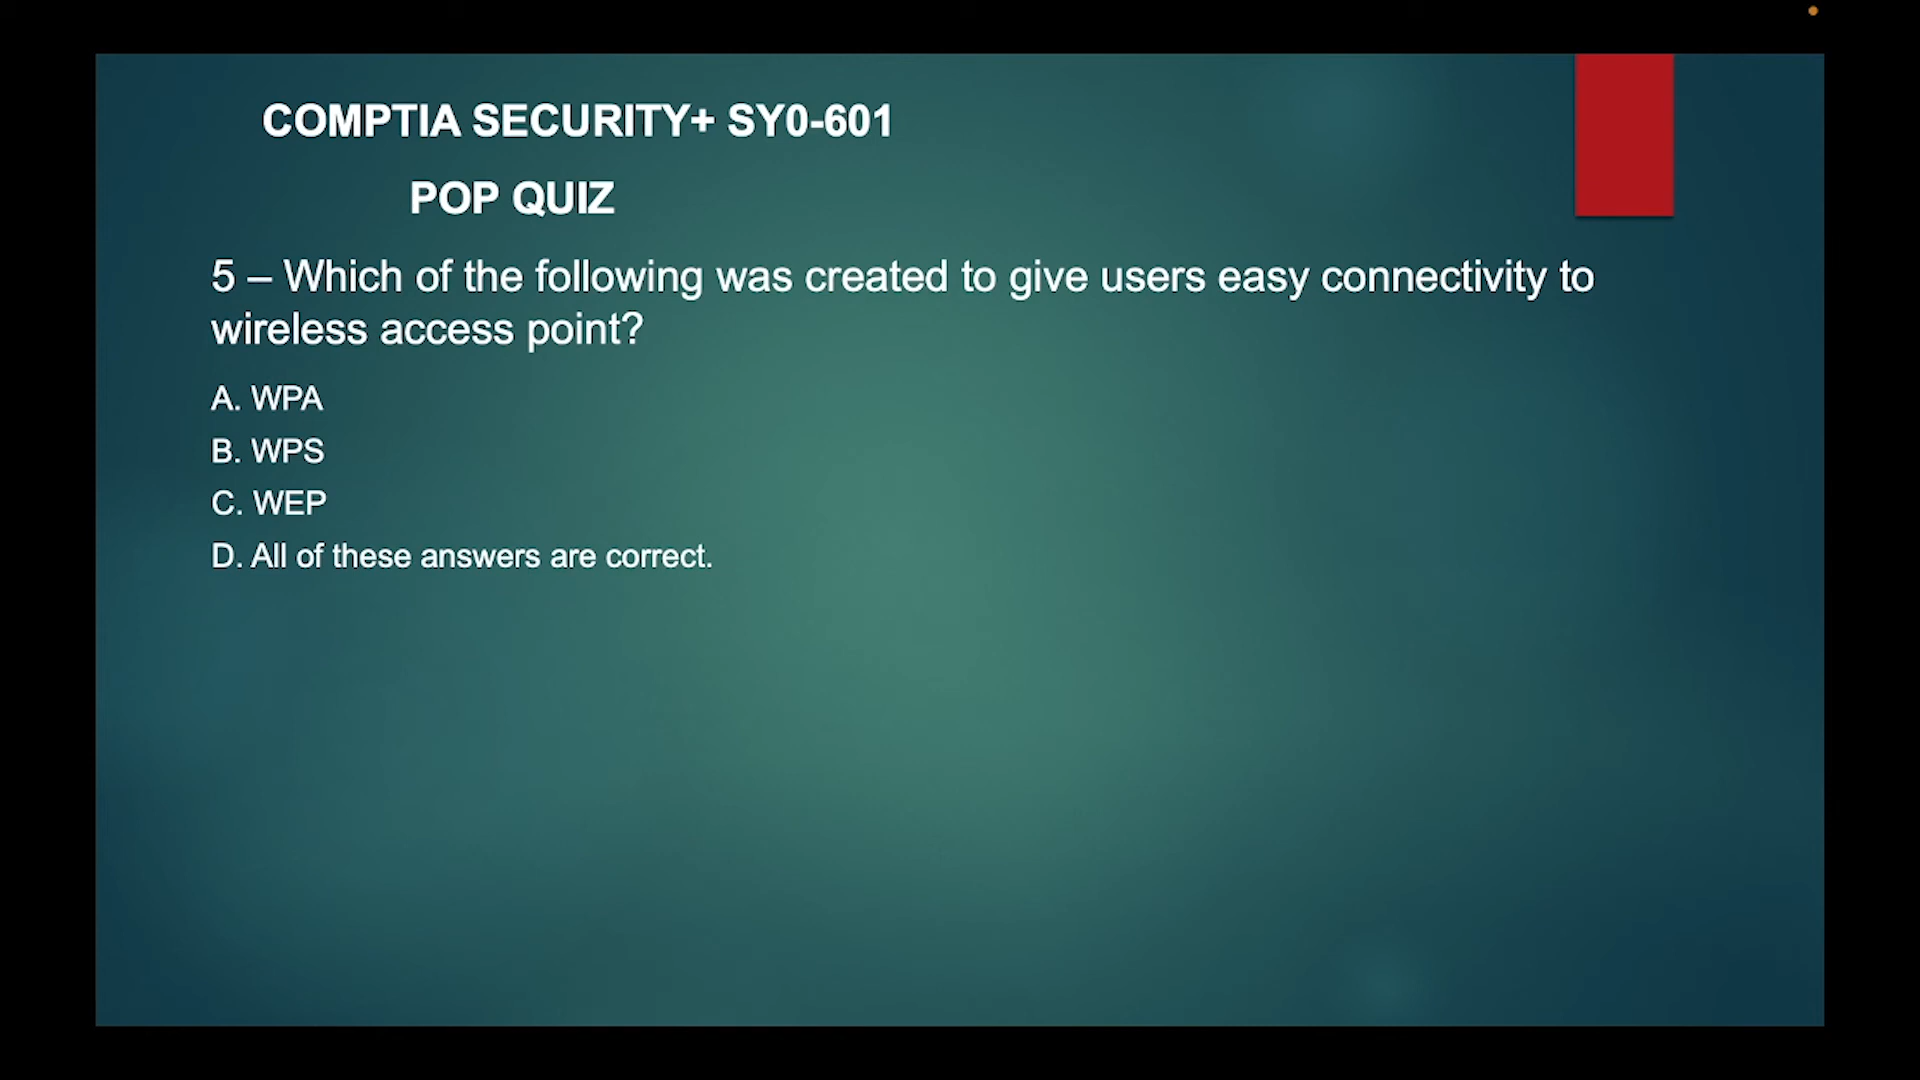 COMPTIA SECURITY+ SY0-601
POP QUIZ
5 – Which of the following was created to give users easy connectivity to
wireless access point?
A. WPA
B. WPS
C. WEP
D. All of these answers are correct.